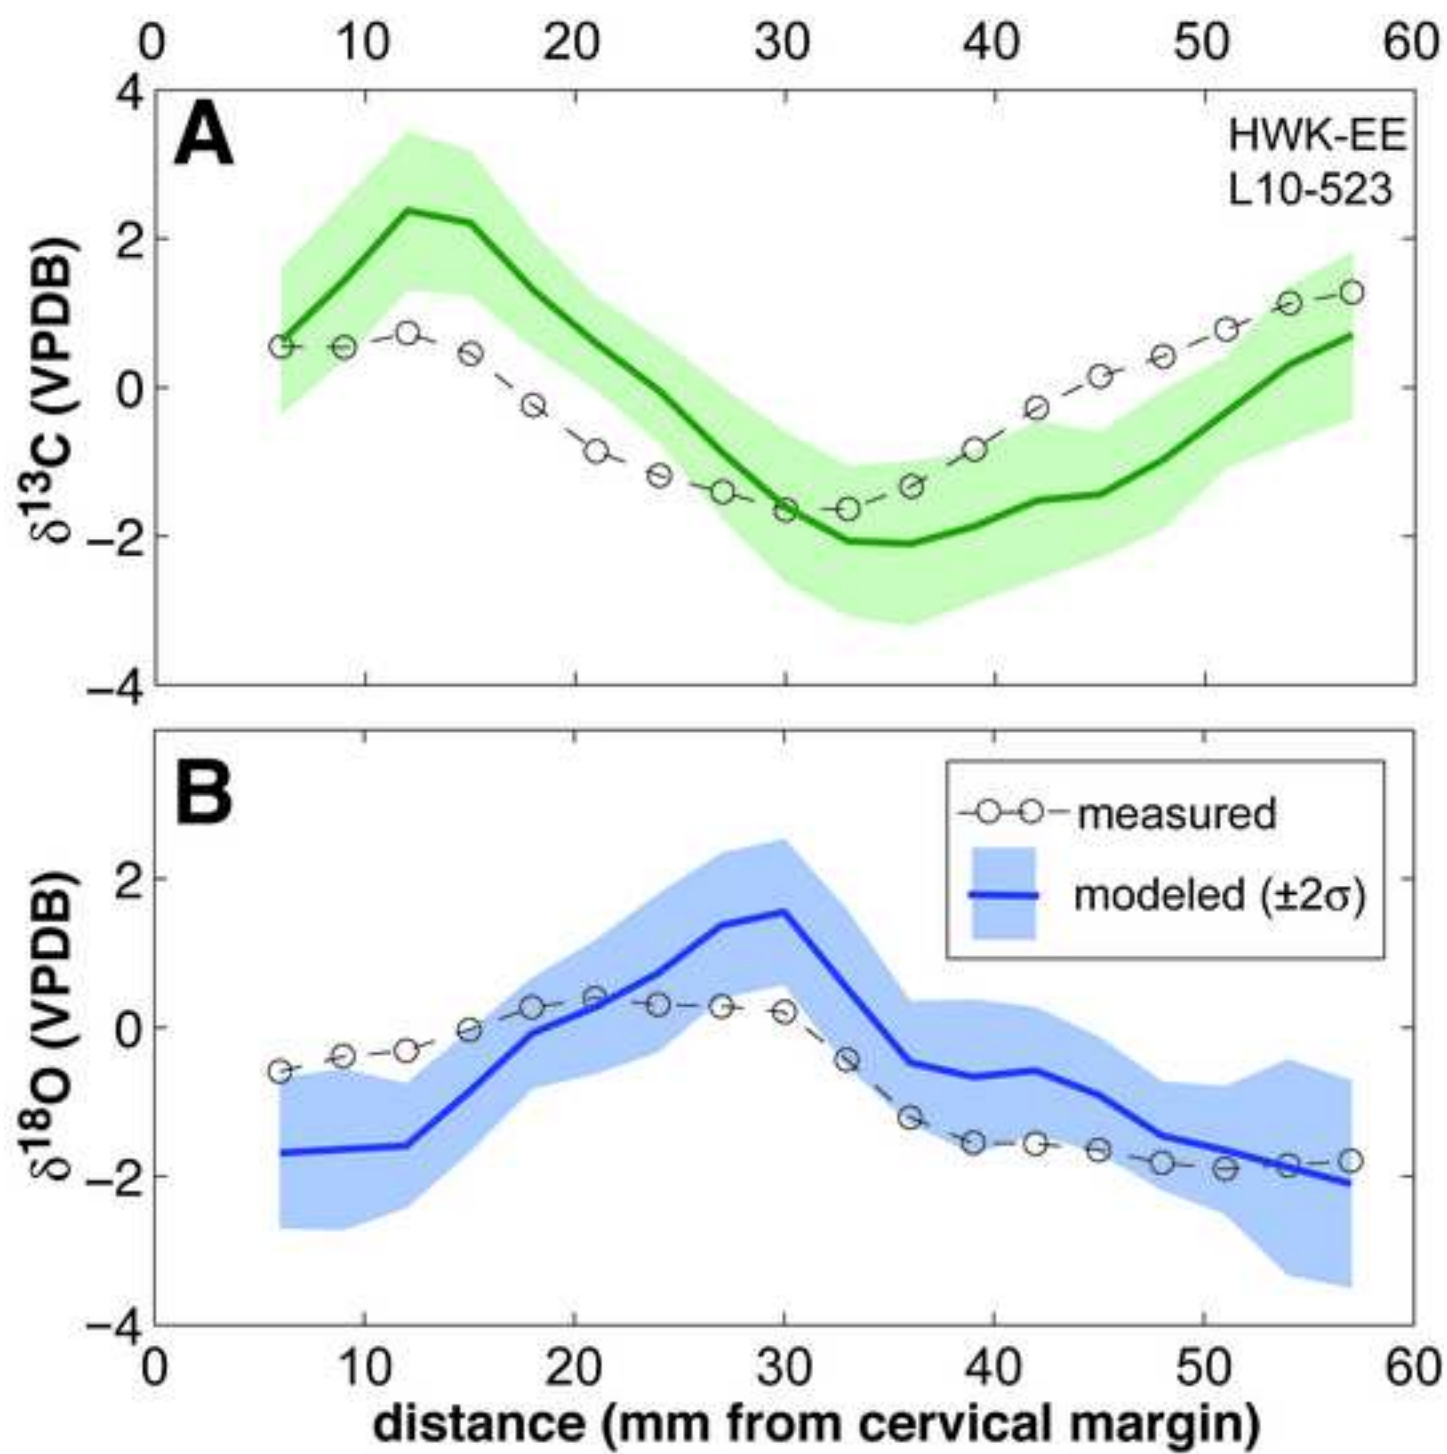 0 10 20 30 40 50 60
A
HWK-EE
L10-523
4
2
0
−2
−4
δ13C (VPDB)
B
measured
modeled (±2σ)
2
0
−2
−4
δ18O (VPDB)
0 10 20 30 40 50 60
distance (mm from cervical margin)